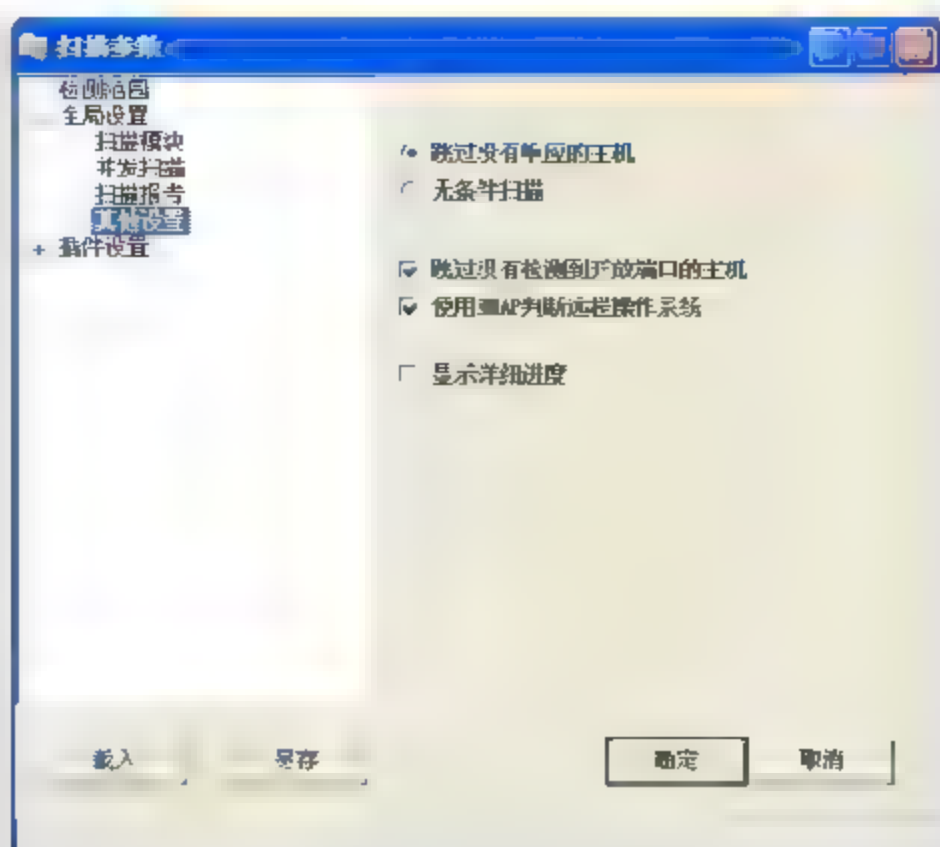 扫描参数
检测范围
全局设置
扫描模块
并发扫描
扫描报告
其他设置
插件设置
跳过没有响应的主机
无条件扫描
跳过没有检测到开放端口的主机
使用NMAP判断远程操作系统
显示详细进度
载入
另存
确定
取消